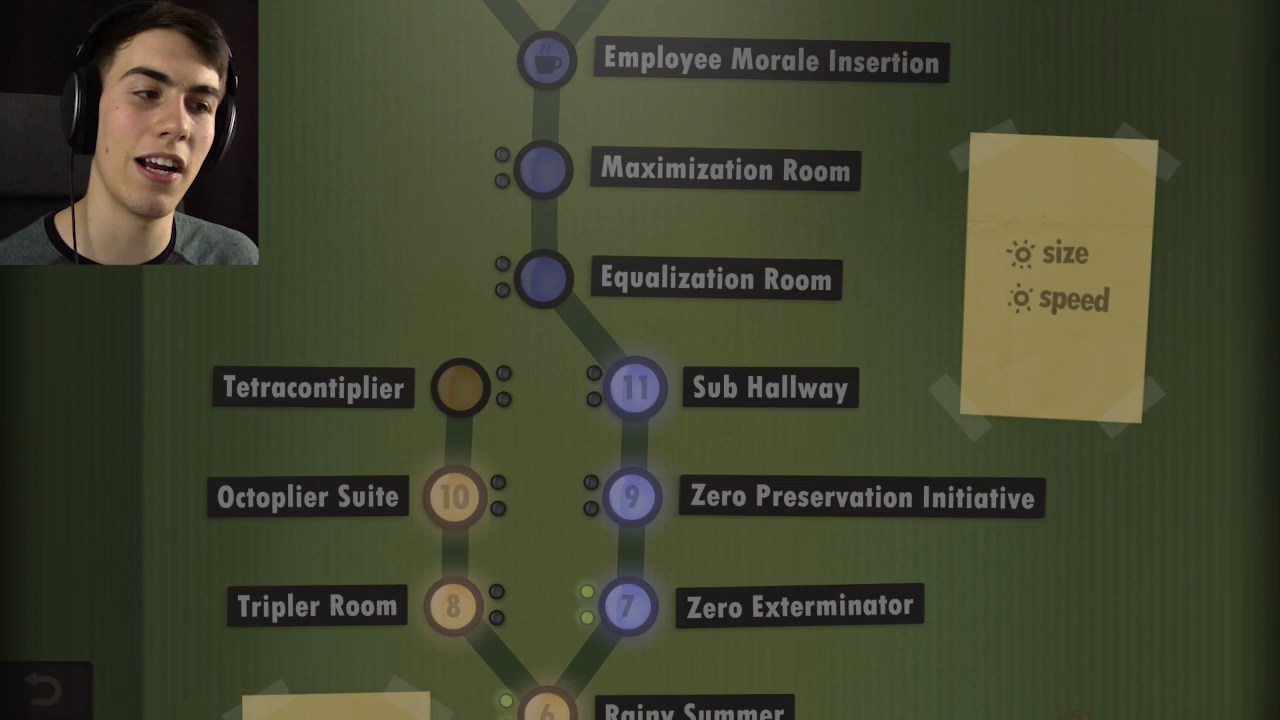 Employee Morale Insertion
Maximization Room
size
Equalization Room
speed
Tetracontiplier
11 Sub Hallway
Octoplier Suite 10
9 Zero Preservation Initiative
Tripler Room 8
7 Zero Exterminator
6 Rainy Summer